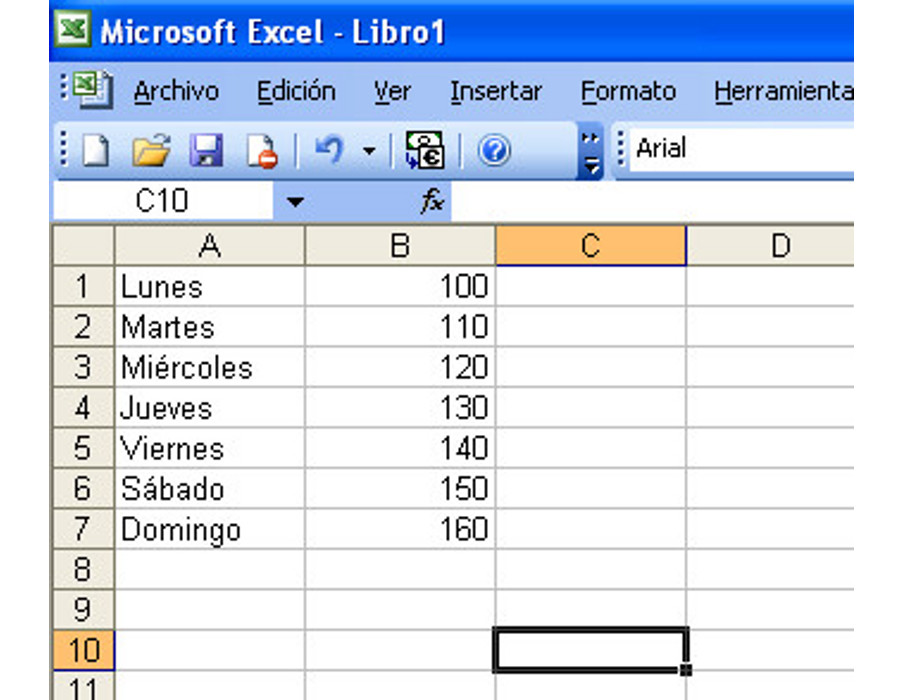 Microsoft Excel - Libro1
Archivo Edición Ver Insertar Formato Herramienta
€ ? Arial
C10 fx
A B C D
1 Lunes 100
2 Martes 110
3 Miércoles 120
4 Jueves 130
5 Viernes 140
6 Sábado 150
7 Domingo 160
8
9
10
11